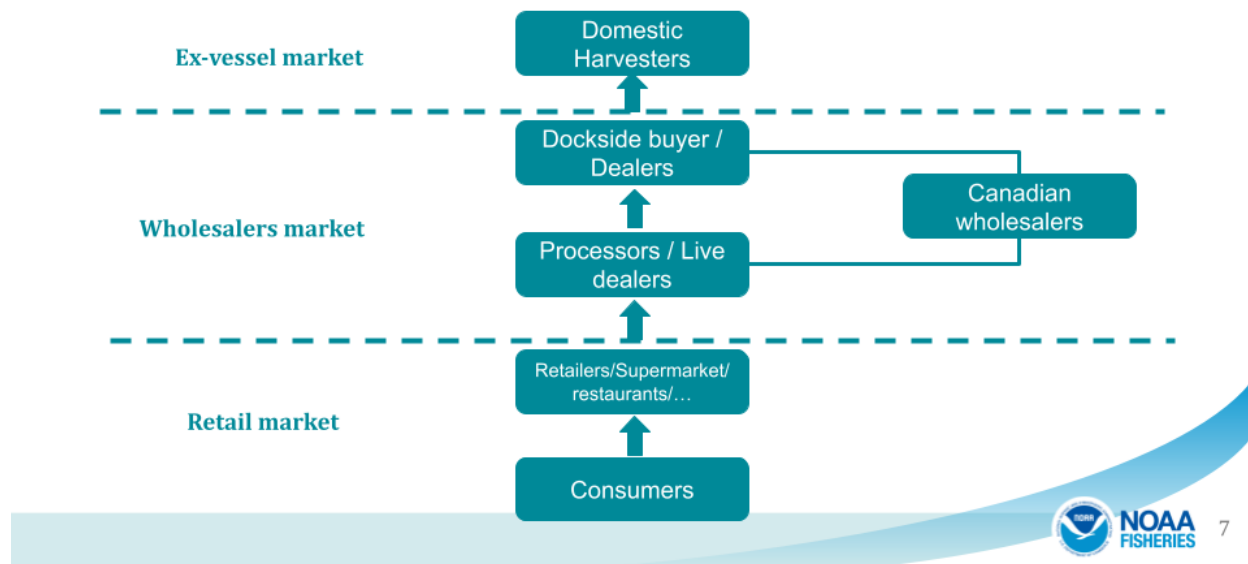 Ex-vessel market
Domestic
Harvesters
Dockside buyer /
Dealers
Wholesalers market
Canadian
wholesalers
Processors / Live
dealers
Retailers/Supermarket/
restaurants/…
Retail market
Consumers
NOAA
NOAA
FISHERIES
7